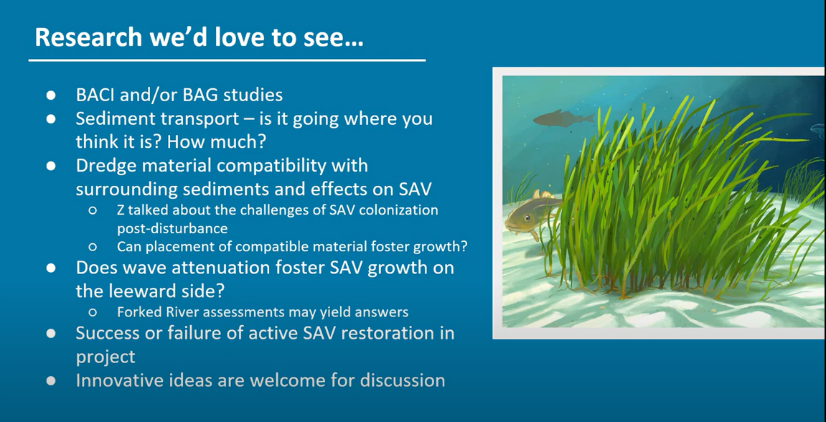 Research we'd love to see...
● BACI and/or BAG studies
● Sediment transport – is it going where you
think it is? How much?
● Dredge material compatibility with
surrounding sediments and effects on SAV
○ Z talked about the challenges of SAV colonization
post-disturbance
○ Can placement of compatible material foster growth?
● Does wave attenuation foster SAV growth on
the leeward side?
○ Forked River assessments may yield answers
● Success or failure of active SAV restoration in
project
● Innovative ideas are welcome for discussion